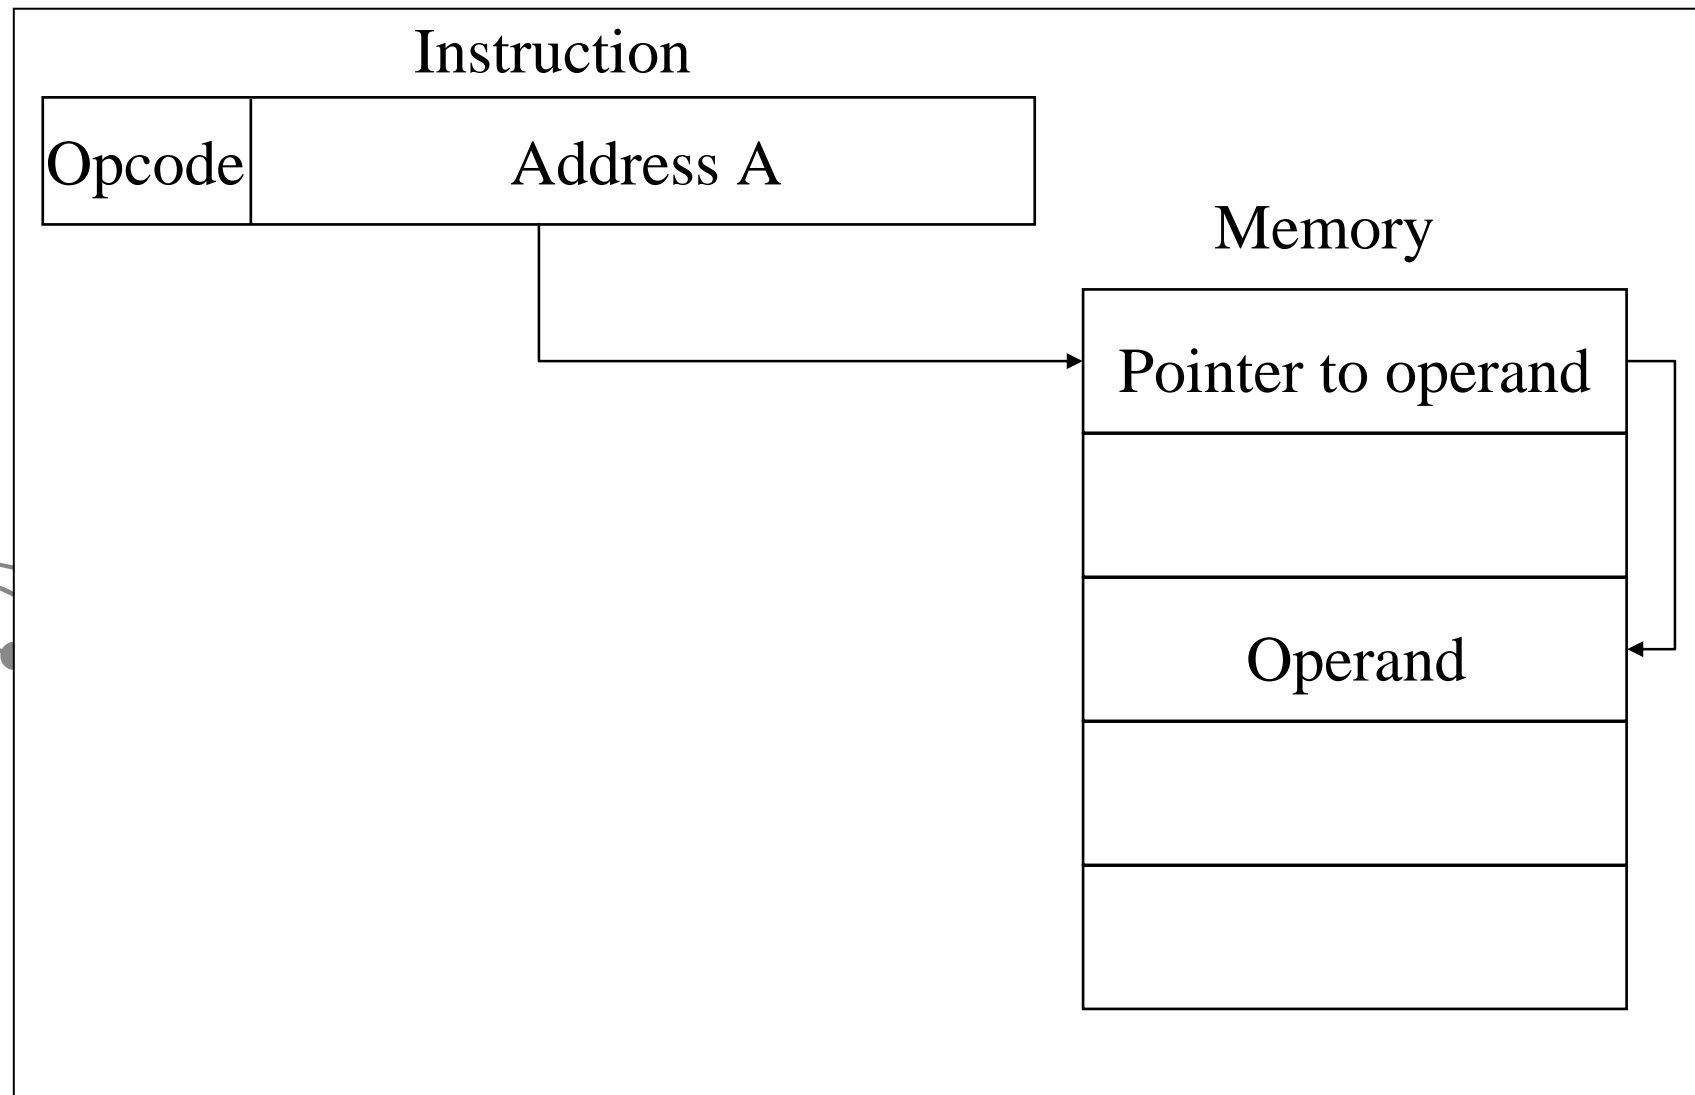 Instruction
Opcode
Address A
Memory
Pointer to operand
Operand